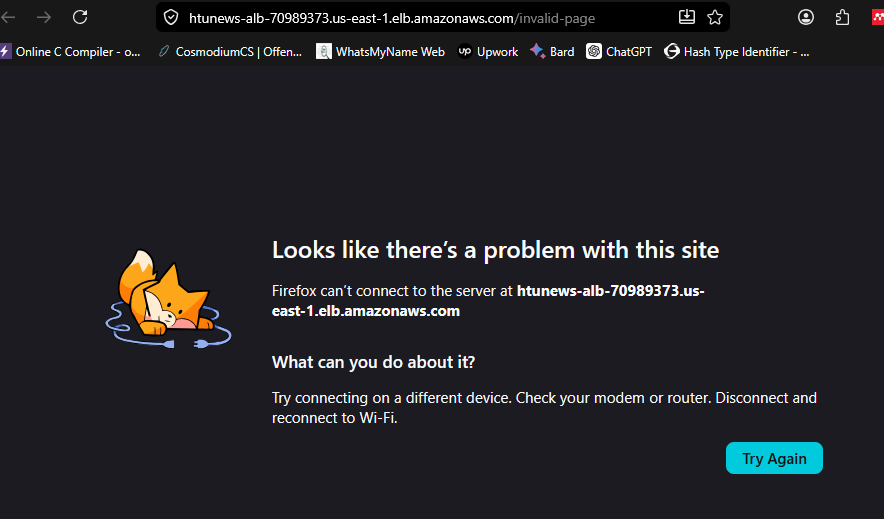 htunews-alb-70989373.us-east-1.elb.amazonaws.com/invalid-page
Online C Compiler - o...
CosmodiumCS | Offen...
WhatsMyName Web
up
Upwork
Bard
ChatGPT
Hash Type Identifier - ...
Looks like there's a problem with this site
Firefox can't connect to the server at htunews-alb-70989373.us-
east-1.elb.amazonaws.com
What can you do about it?
Try connecting on a different device. Check your modem or router. Disconnect and
reconnect to Wi-Fi.
Try Again